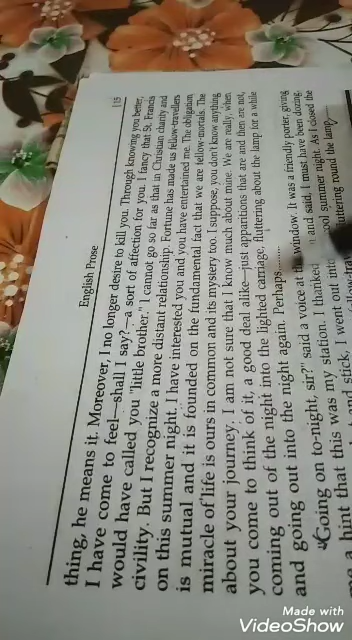 English Prose 115
thing, he means it. Moreover, I no longer desire to kill you. Through knowing you better,
I have come to feel—shall I say?—a sort of affection for you. I fancy that St. Francis
would have called you "little brother." I cannot go so far as that in Christian charity and
civility. But I recognize a more distant relationship. Fortune has made us fellow-travellers
on this summer night. I have interested you and you have entertained me. The obligation
is mutual and it is founded on the fundamental fact that we are fellow-mortals. The
miracle of life is ours in common and its mystery too. I suppose, you don't know anything
about your journey. I am not sure that I know much about mine. We are really, when
you come to think of it, a good deal alike—just apparitions that are and then are not,
coming out of the night into the lighted carriage, fluttering about the lamp for a while
and going out into the night again. Perhaps........
"Going on to-night, sir?" said a voice at the window. It was a friendly porter, giving
me a hint that this was my station. I thanked and said, I must have been dozing.
and stick, I went out into cool summer night. As I closed the
fluttering round the lamp
Made with
VideoShow